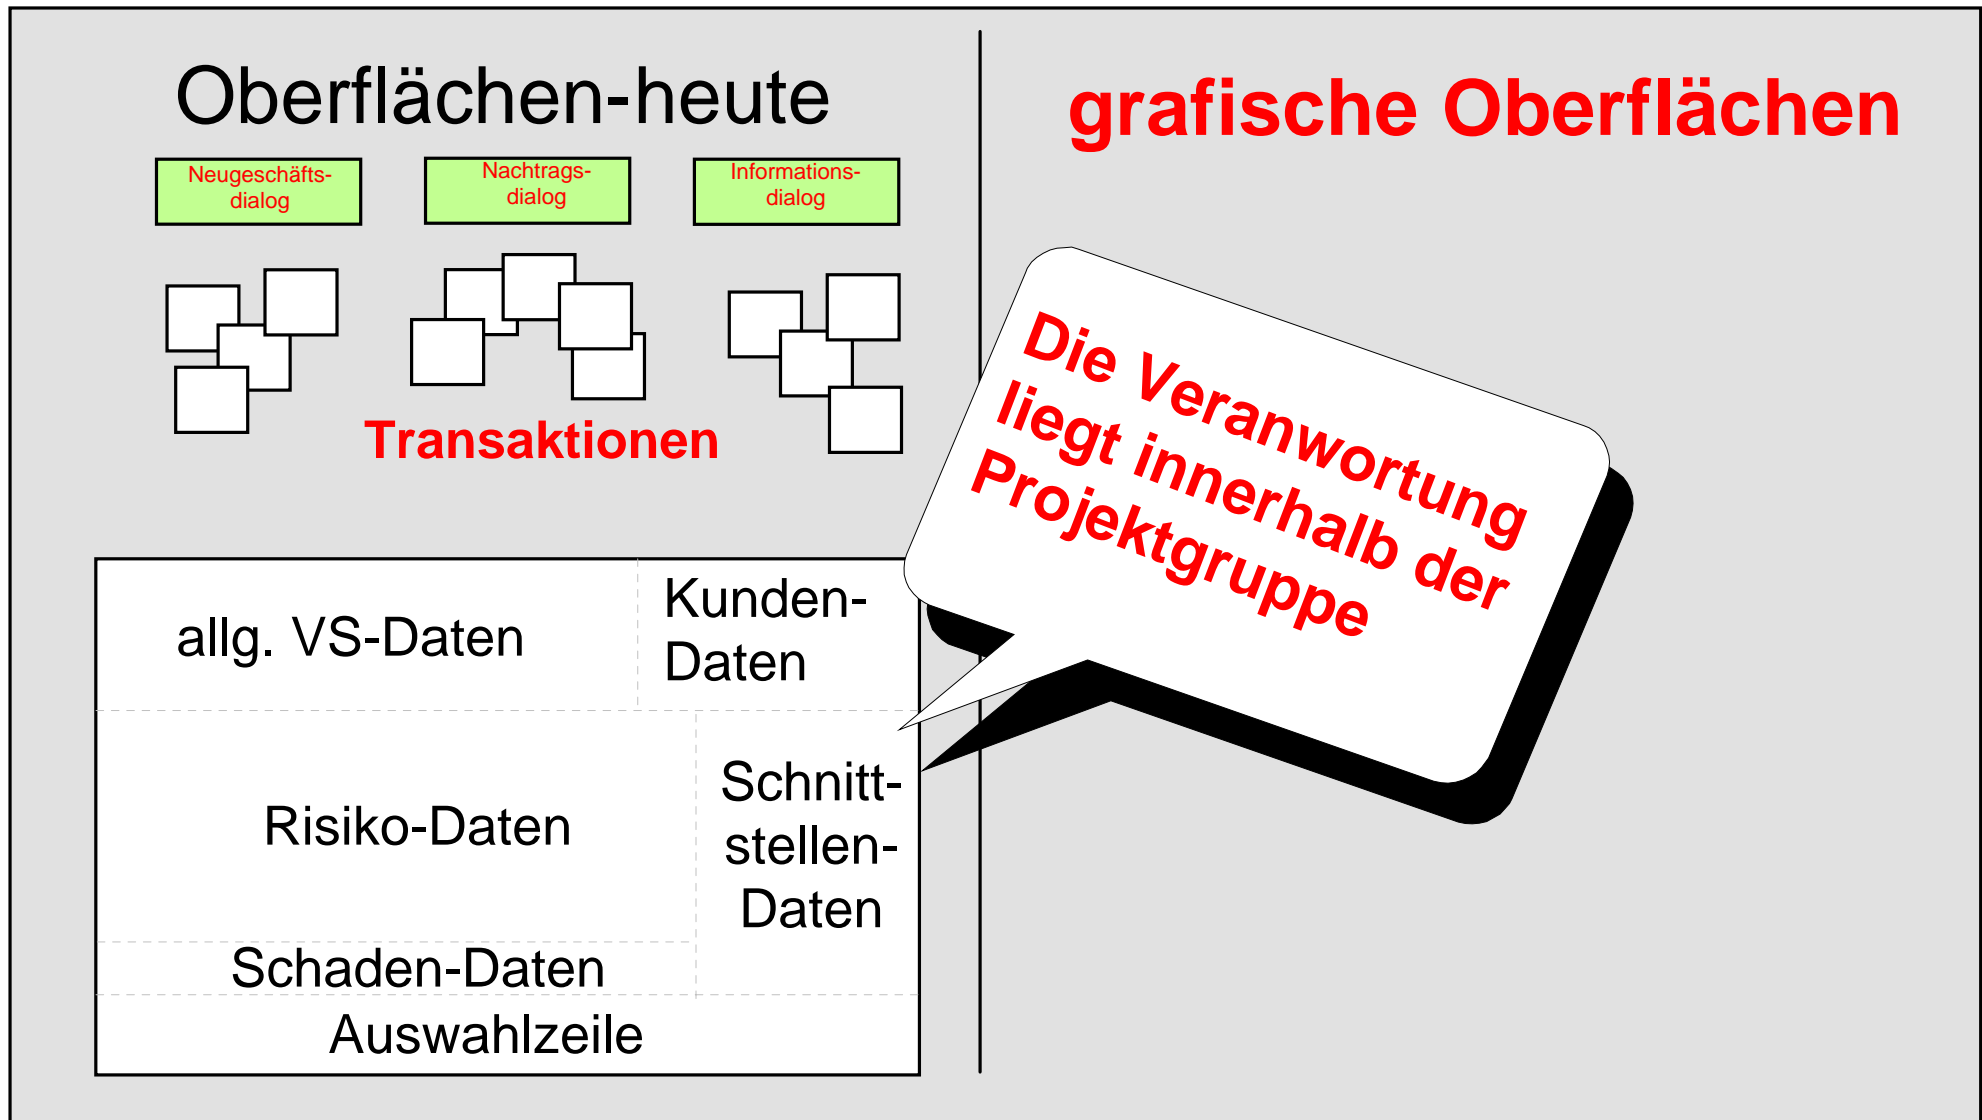 Oberflächen-heute
grafische Oberflächen
Neugeschäfts-
dialog
Nachtrags-
dialog
Informations-
dialog
Transaktionen
Die Veranwortung
liegt innerhalb der
Projektgruppe
allg. VS-Daten
Kunden-
Daten
Risiko-Daten
Schnitt-
stellen-
Daten
Schaden-Daten
Auswahlzeile